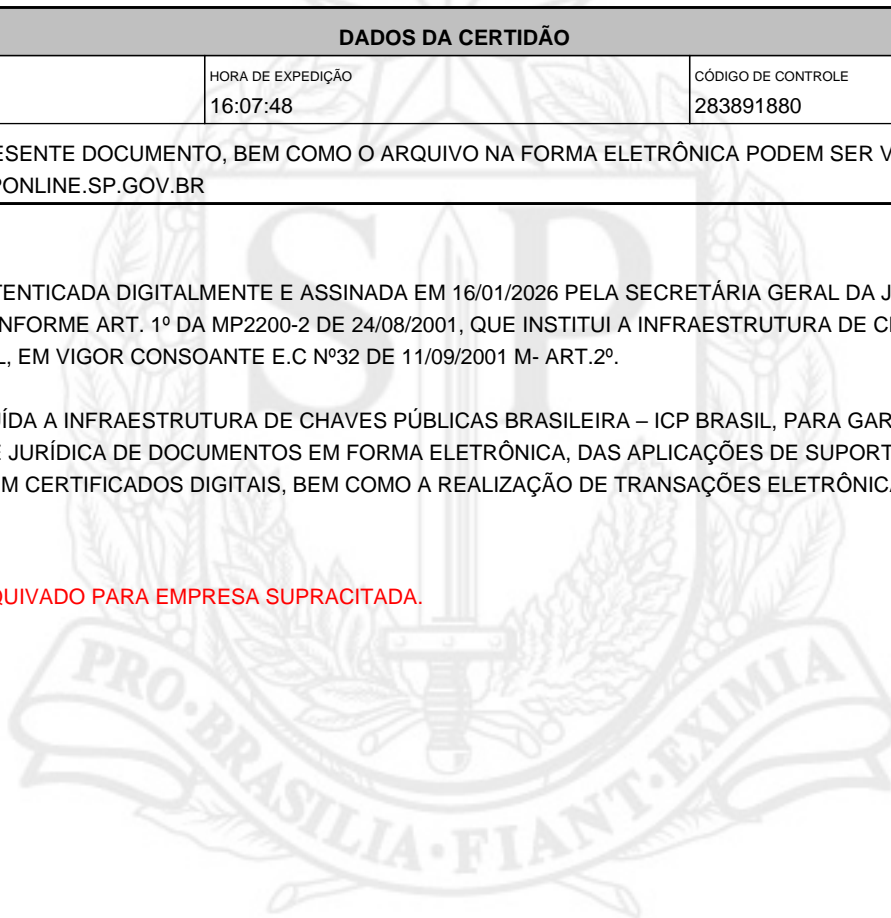 DADOS DA CERTIDÃO
HORA DE EXPEDIÇÃO CÓDIGO DE CONTROLE
16:07:48 283891880
ESENTE DOCUMENTO, BEM COMO O ARQUIVO NA FORMA ELETRÔNICA PODEM SER V
PONLINE.SP.GOV.BR
TENTICADA DIGITALMENTE E ASSINADA EM 16/01/2026 PELA SECRETÁRIA GERAL DA J
NFORME ART. 1º DA MP2200-2 DE 24/08/2001, QUE INSTITUI A INFRAESTRUTURA DE C
L, EM VIGOR CONSOANTE E.C Nº32 DE 11/09/2001 M- ART.2º.
ÍDA A INFRAESTRUTURA DE CHAVES PÚBLICAS BRASILEIRA – ICP BRASIL, PARA GAR
E JURÍDICA DE DOCUMENTOS EM FORMA ELETRÔNICA, DAS APLICAÇÕES DE SUPORT
M CERTIFICADOS DIGITAIS, BEM COMO A REALIZAÇÃO DE TRANSAÇÕES ELETRÔNICA
QUIVADO PARA EMPRESA SUPRACITADA.
SP
PRO·BRASILIA·FIANT·EXIMIA